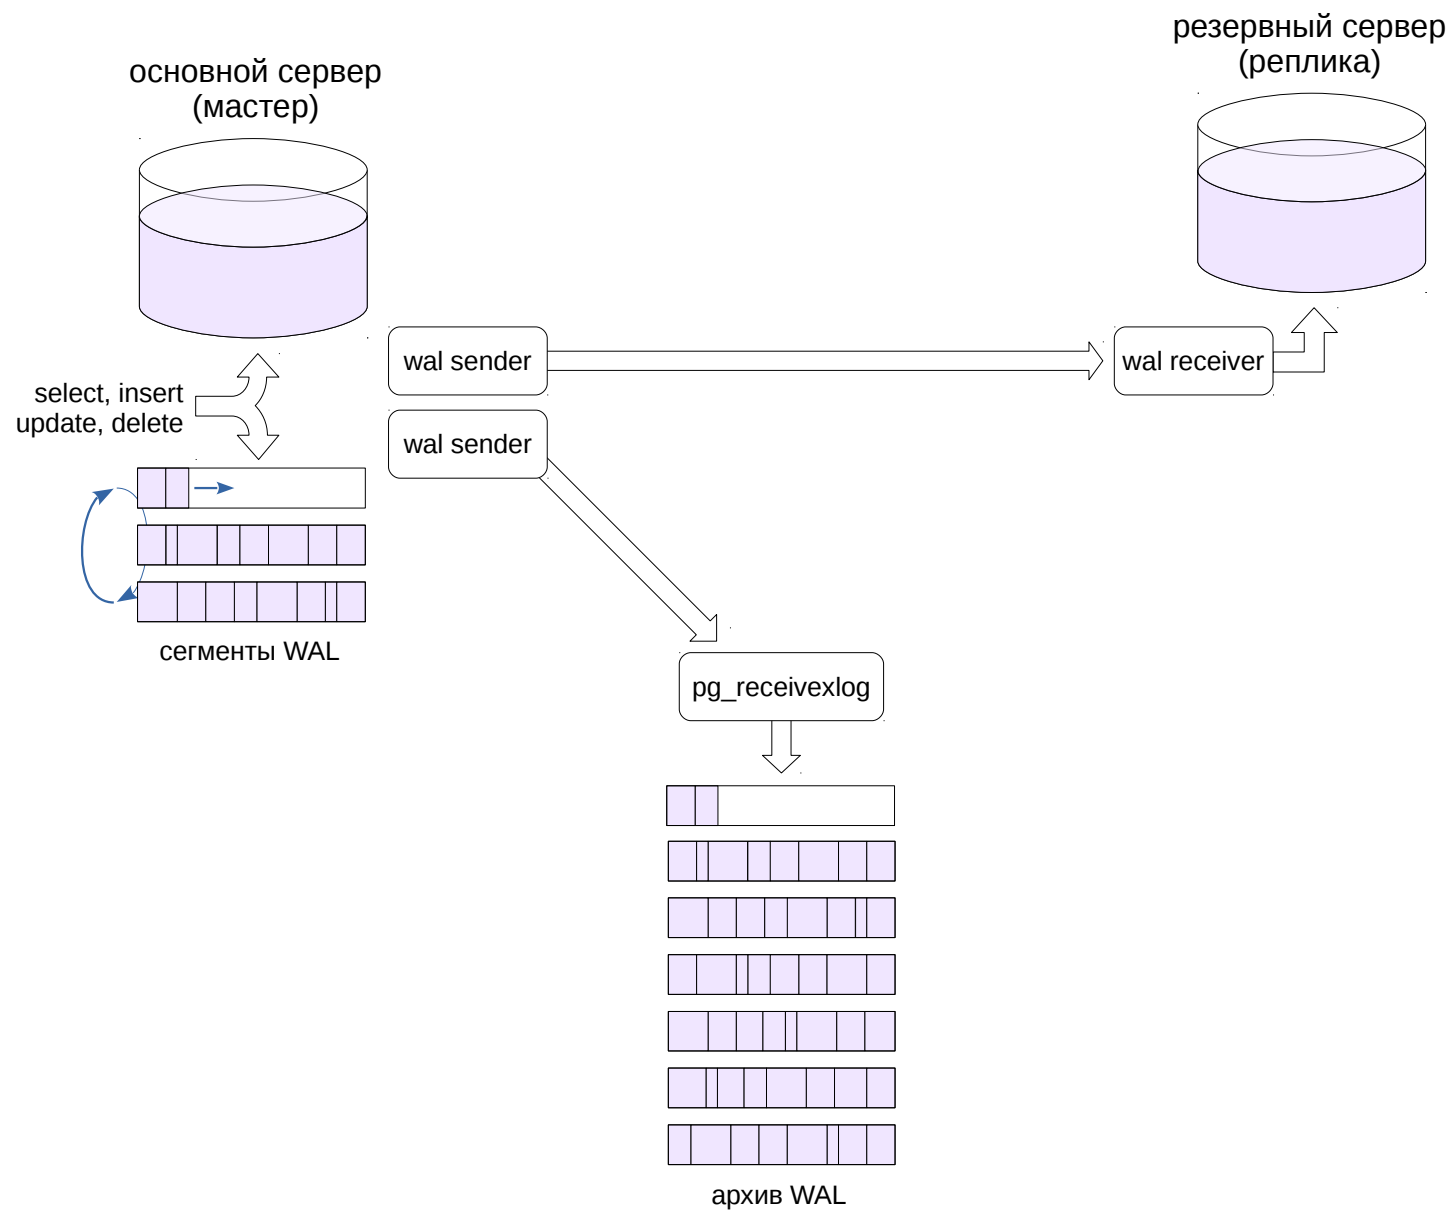 основной сервер
(мастер)
резервный сервер
(реплика)
wal sender
wal receiver
select, insert
update, delete
wal sender
сегменты WAL
pg_receivexlog
архив WAL